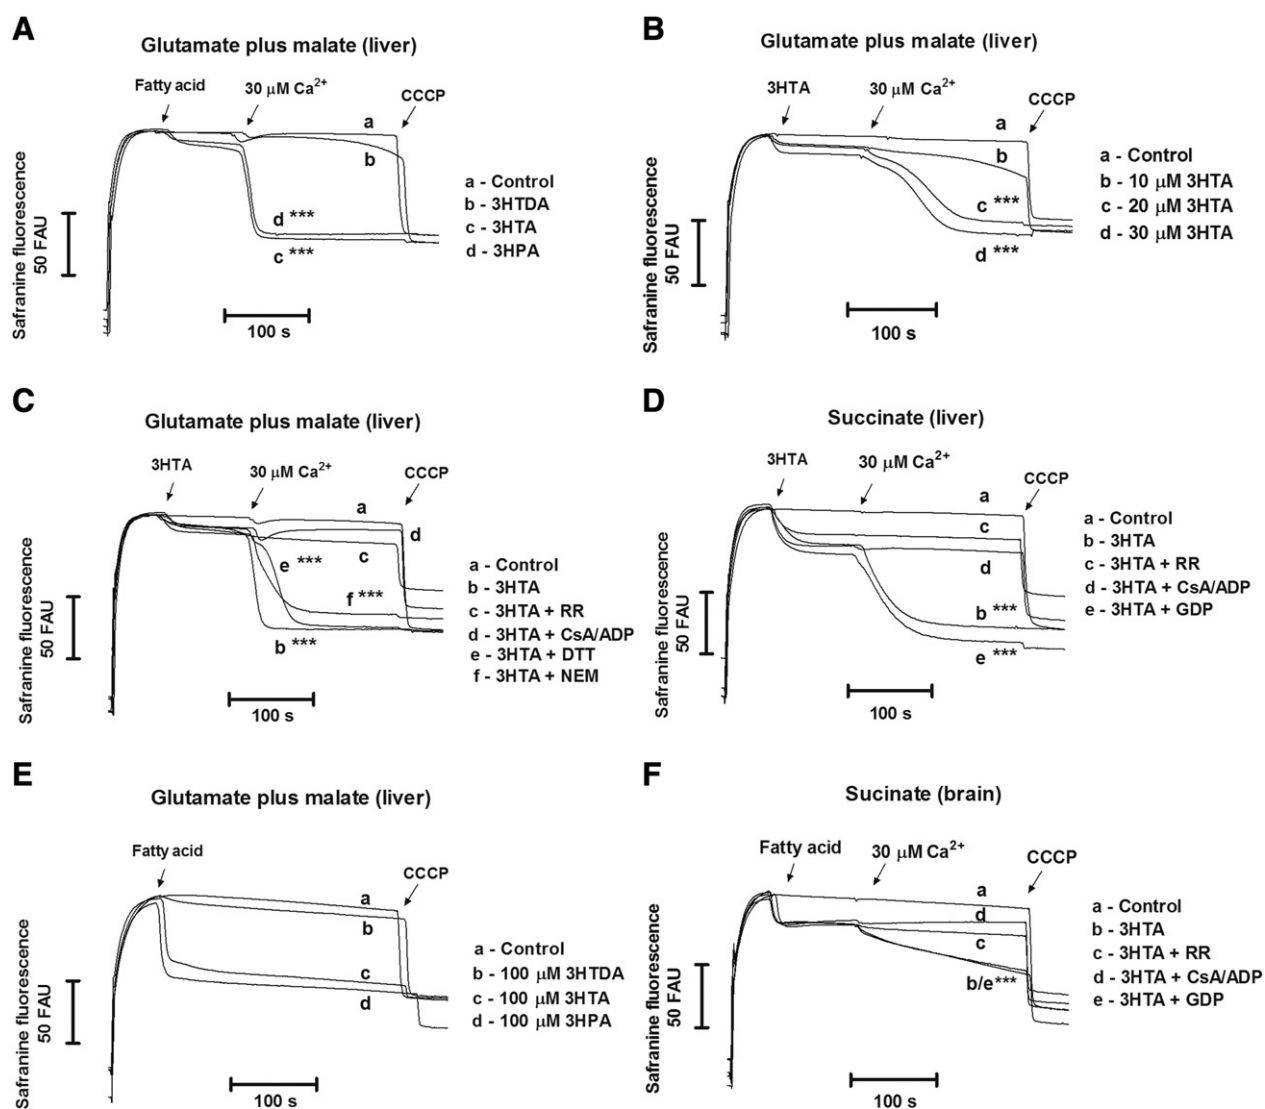 A
Glutamate plus malate (liver)
Fatty acid
30 μM Ca²⁺
CCCP
a
b
d ***
c ***
Safranine fluorescence
50 FAU
100 s
a - Control
b - 3HTDA
c - 3HTA
d - 3HPA
B
Glutamate plus malate (liver)
3HTA
30 μM Ca²⁺
CCCP
a
b
c ***
d ***
Safranine fluorescence
50 FAU
100 s
a - Control
b - 10 μM 3HTA
c - 20 μM 3HTA
d - 30 μM 3HTA
C
Glutamate plus malate (liver)
3HTA
30 μM Ca²⁺
CCCP
a
d
c
e ***
f ***
b ***
Safranine fluorescence
50 FAU
100 s
a - Control
b - 3HTA
c - 3HTA + RR
d - 3HTA + CsA/ADP
e - 3HTA + DTT
f - 3HTA + NEM
D
Succinate (liver)
3HTA
30 μM Ca²⁺
CCCP
a
c
d
b ***
e ***
Safranine fluorescence
50 FAU
100 s
a - Control
b - 3HTA
c - 3HTA + RR
d - 3HTA + CsA/ADP
e - 3HTA + GDP
E
Glutamate plus malate (liver)
Fatty acid
CCCP
a
b
c
d
Safranine fluorescence
50 FAU
100 s
a - Control
b - 100 μM 3HTDA
c - 100 μM 3HTA
d - 100 μM 3HPA
F
Sucinate (brain)
Fatty acid
30 μM Ca²⁺
CCCP
a
d
c
b/e***
Safranine fluorescence
50 FAU
100 s
a - Control
b - 3HTA
c - 3HTA + RR
d - 3HTA + CsA/ADP
e - 3HTA + GDP